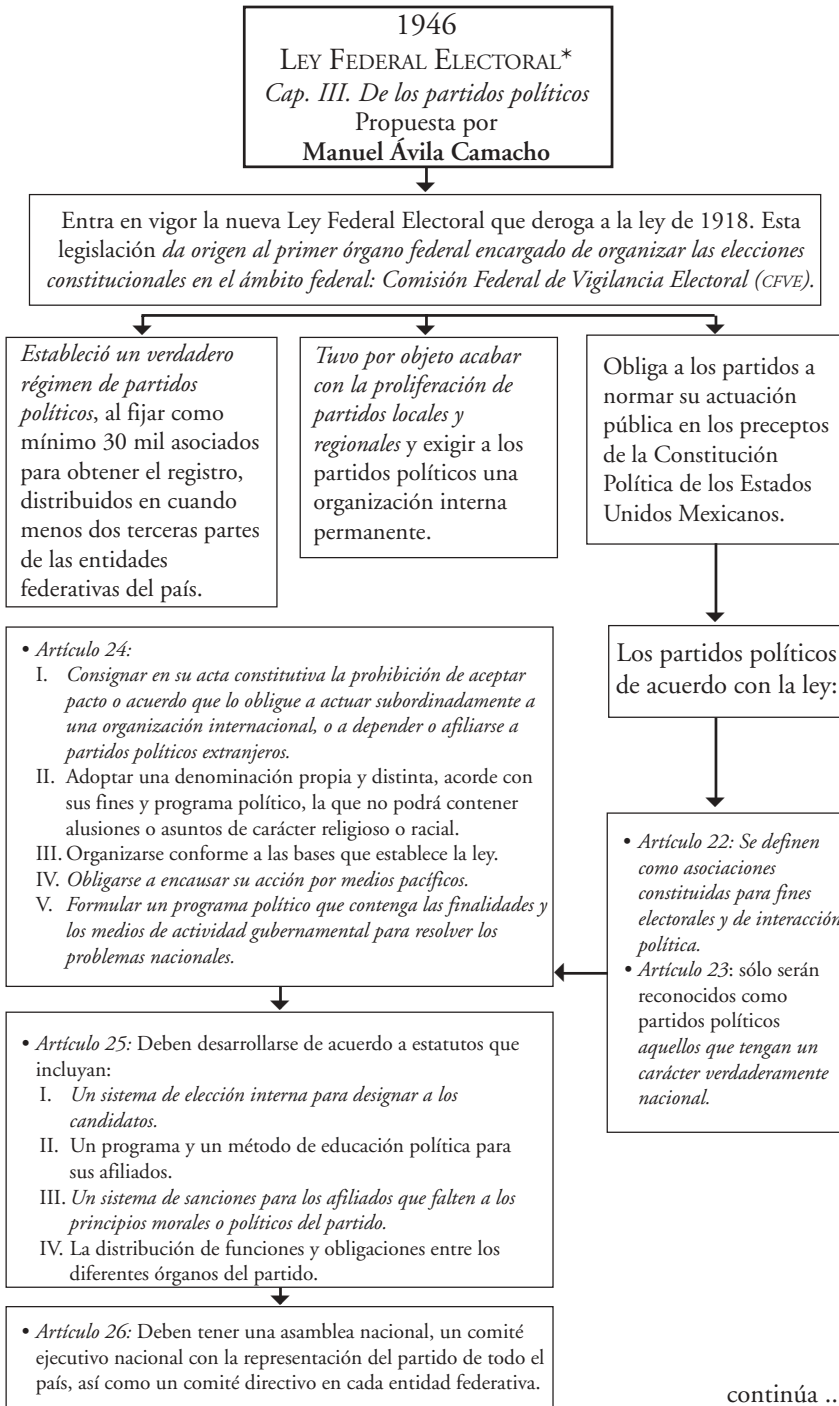 1946
LEY FEDERAL ELECTORAL*
Cap. III. De los partidos políticos
Propuesta por
Manuel Ávila Camacho
Entra en vigor la nueva Ley Federal Electoral que deroga a la ley de 1918. Esta
legislación da origen al primer órgano federal encargado de organizar las elecciones
constitucionales en el ámbito federal: Comisión Federal de Vigilancia Electoral (CFVE).
Estableció un verdadero
régimen de partidos
políticos, al fijar como
mínimo 30 mil asociados
para obtener el registro,
distribuidos en cuando
menos dos terceras partes
de las entidades
federativas del país.
Tuvo por objeto acabar
con la proliferación de
partidos locales y
regionales y exigir a los
partidos políticos una
organización interna
permanente.
Obliga a los partidos a
normar su actuación
pública en los preceptos
de la Constitución
Política de los Estados
Unidos Mexicanos.
Los partidos políticos
de acuerdo con la ley:
• Artículo 22: Se definen
como asociaciones
constituidas para fines
electorales y de interacción
política.
• Artículo 23: sólo serán
reconocidos como
partidos políticos
aquellos que tengan un
carácter verdaderamente
nacional.
• Artículo 24:
I. Consignar en su acta constitutiva la prohibición de aceptar
pacto o acuerdo que lo obligue a actuar subordinadamente a
una organización internacional, o a depender o afiliarse a
partidos políticos extranjeros.
II. Adoptar una denominación propia y distinta, acorde con
sus fines y programa político, la que no podrá contener
alusiones o asuntos de carácter religioso o racial.
III. Organizarse conforme a las bases que establece la ley.
IV. Obligarse a encausar su acción por medios pacíficos.
V. Formular un programa político que contenga las finalidades y
los medios de actividad gubernamental para resolver los
problemas nacionales.
• Artículo 25: Deben desarrollarse de acuerdo a estatutos que
incluyan:
I. Un sistema de elección interna para designar a los
candidatos.
II. Un programa y un método de educación política para
sus afiliados.
III. Un sistema de sanciones para los afiliados que falten a los
principios morales o políticos del partido.
IV. La distribución de funciones y obligaciones entre los
diferentes órganos del partido.
• Artículo 26: Deben tener una asamblea nacional, un comité
ejecutivo nacional con la representación del partido de todo el
país, así como un comité directivo en cada entidad federativa.
continúa ..